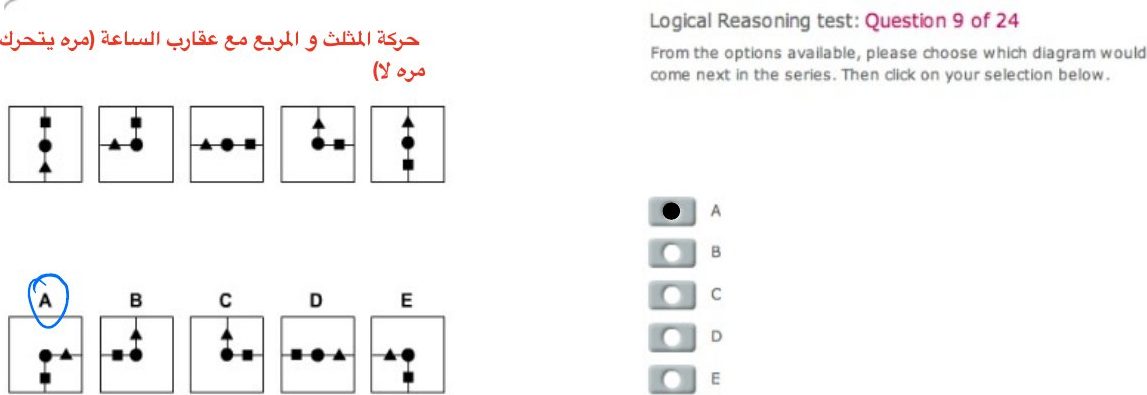 Logical Reasoning test: Question 9 of 24
From the options available, please choose which diagram would
come next in the series. Then click on your selection below.
حركة المثلث و المربع مع عقارب الساعة (مره يتحرك
مره لا)
A
B
C
D
E
A B C D E